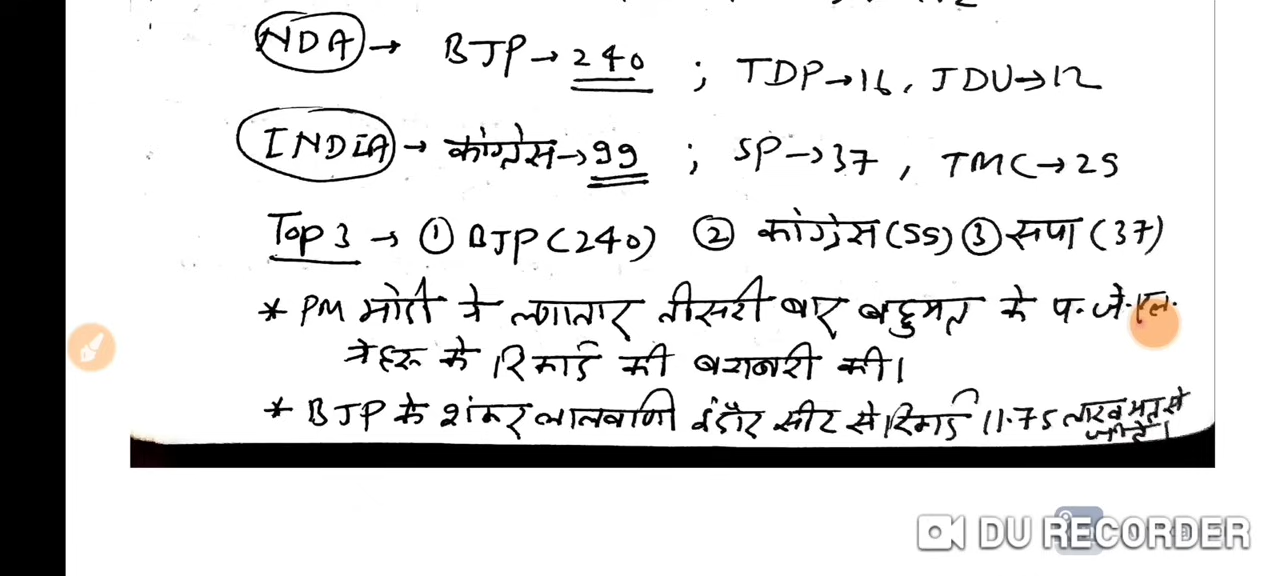 NDA → BJP → 240 ; TDP → 16, JDU → 12
INDIA → कांग्रेस → 99 ; SP → 37, TMC → 29
Top 3 → ① BJP (240) ② कांग्रेस (99) ③ सपा (37)
* PM मोदी ने लगातार तीसरी बार बहुमत के प. जे. एल.
नेहरू के रिकार्ड की बराबरी की।
* BJP के शंकर लालवाणी इंदौर सीट से रिकार्ड 11.75 लाख मत से
जीते।
DU RECORDER